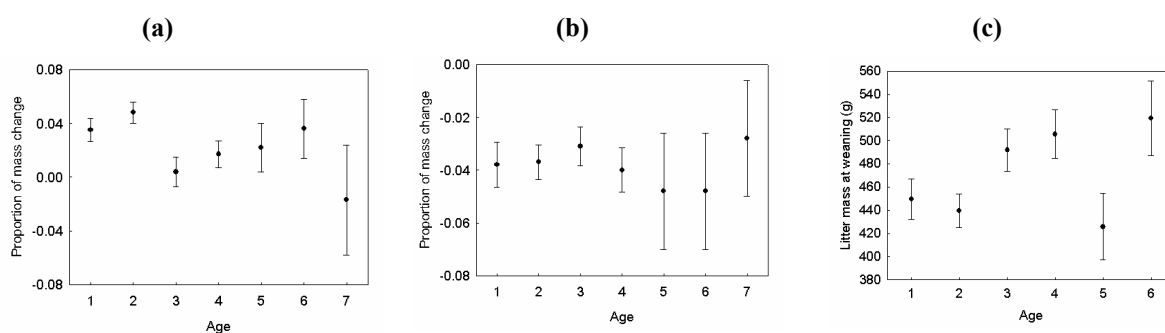 (a)
(b)
(c)
Proportion of mass change
0.08
0.04
0.00
-0.04
-0.08
1 2 3 4 5 6 7
Age
Proportion of mass change
0.00
-0.02
-0.04
-0.06
-0.08
1 2 3 4 5 6 7
Age
Litter mass at weaning (g)
560
540
520
500
480
460
440
420
400
380
1 2 3 4 5 6
Age